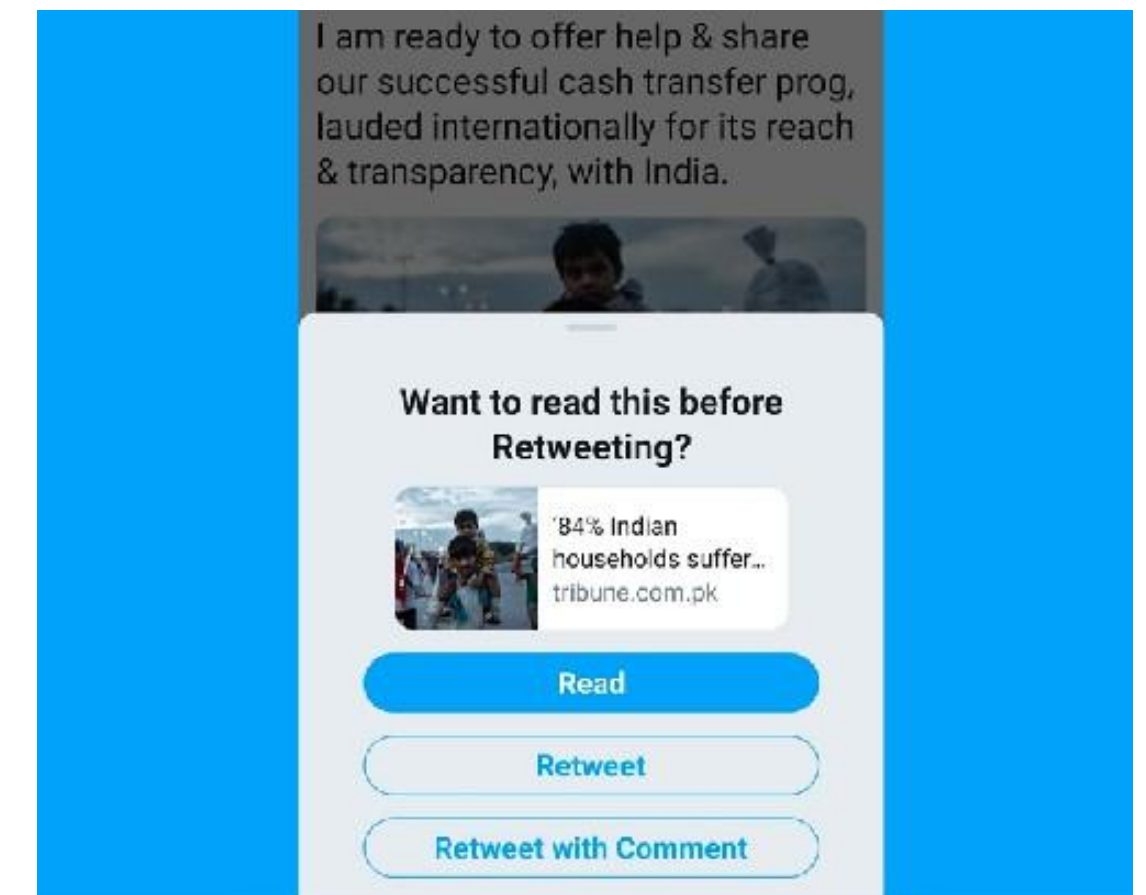 I am ready to offer help & share
our successful cash transfer prog,
lauded internationally for its reach
& transparency, with India.
Want to read this before
Retweeting?
'84% Indian
households suffer...
tribune.com.pk
Read
Retweet
Retweet with Comment